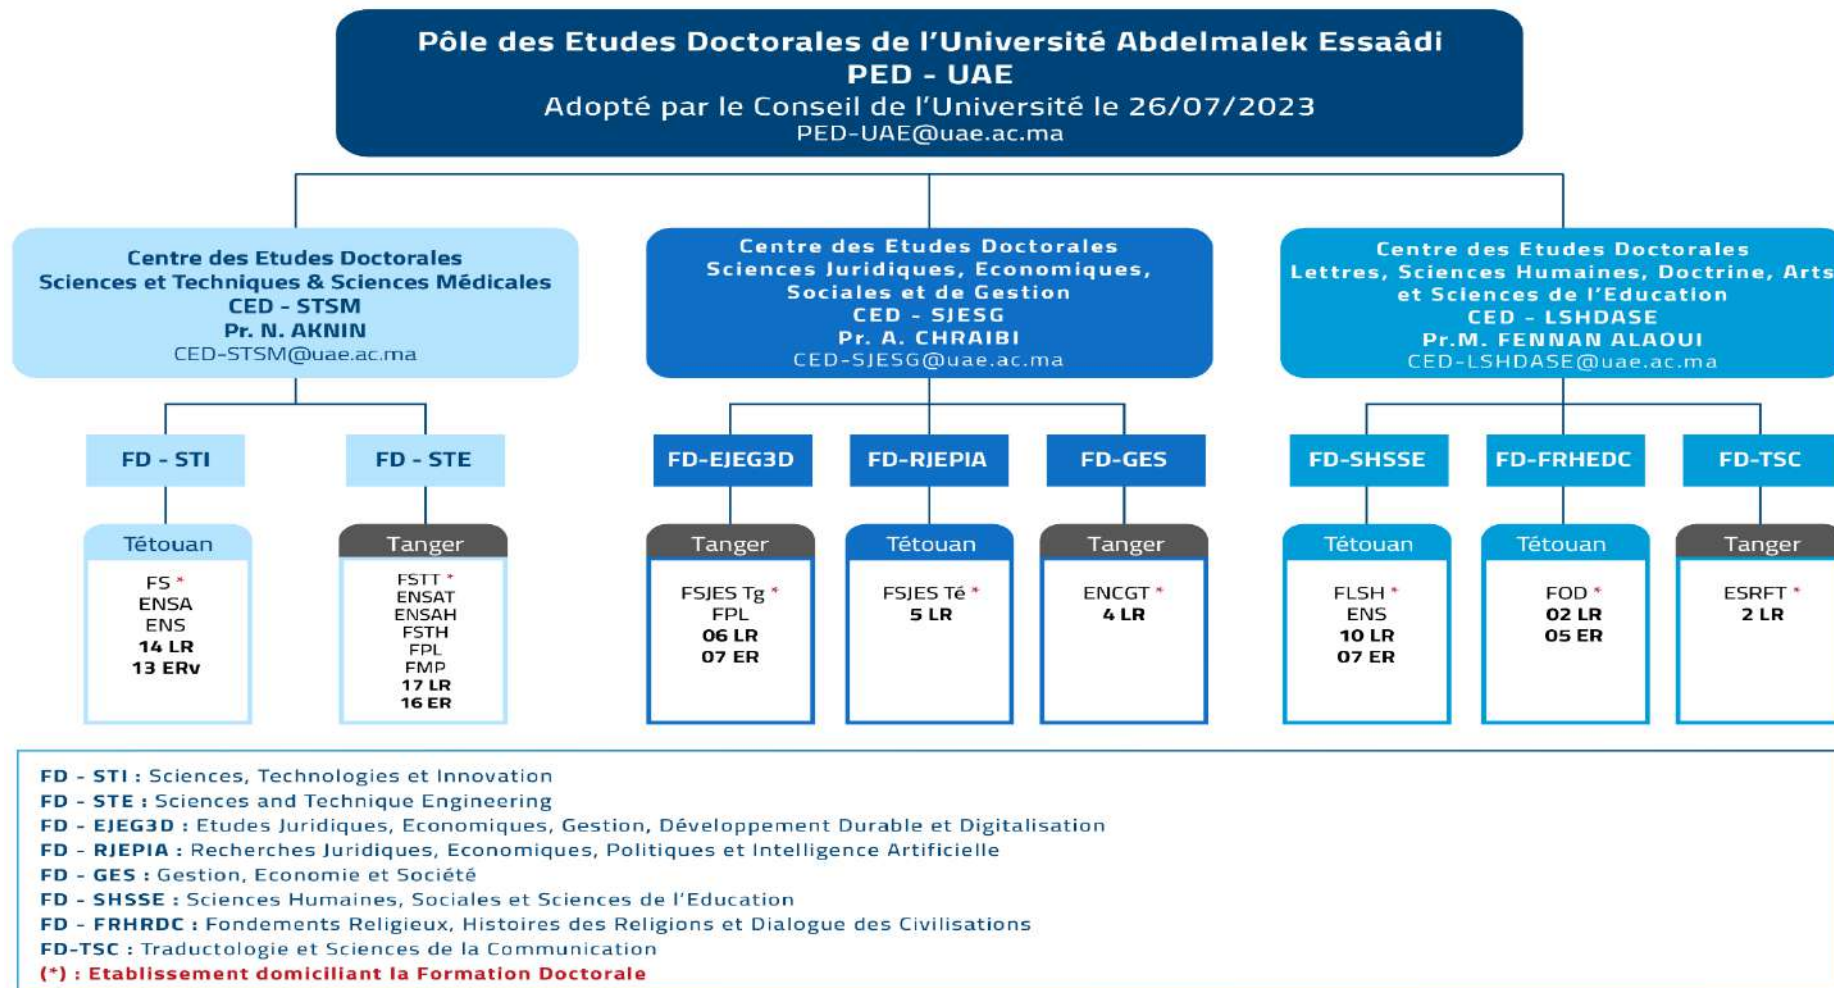 Pôle des Etudes Doctorales de l'Université Abdelmalek Essaâdi
PED - UAE
Adopté par le Conseil de l'Université le 26/07/2023
PED-UAE@uae.ac.ma
Centre des Etudes Doctorales
Sciences et Techniques & Sciences Médicales
CED - STSM
Pr. N. AKNIN
CED-STSM@uae.ac.ma
Centre des Etudes Doctorales
Sciences Juridiques, Economiques,
Sociales et de Gestion
CED - SJESG
Pr. A. CHRAIBI
CED-SJESG@uae.ac.ma
Centre des Etudes Doctorales
Lettres, Sciences Humaines, Doctrine, Arts
et Sciences de l'Education
CED - LSHDASE
Pr.M. FENNAN ALAOUI
CED-LSHDASE@uae.ac.ma
FD - STI
Tétouan
FS *
ENSA
ENS
14 LR
13 ERv
FD - STE
Tanger
FSTT *
ENSAT
ENSAH
FSTH
FPL
FMP
17 LR
16 ER
FD-EJEG3D
Tanger
FSJES Tg *
FPL
06 LR
07 ER
FD-RJEPIA
Tétouan
FSJES Té *
5 LR
FD-GES
Tanger
ENCGT *
4 LR
FD-SHSSE
Tétouan
FLSH *
ENS
10 LR
07 ER
FD-FRHEDC
Tétouan
FOD *
02 LR
05 ER
FD-TSC
Tanger
ESRFT *
2 LR
FD - STI : Sciences, Technologies et Innovation
FD - STE : Sciences and Technique Engineering
FD - EJEG3D : Etudes Juridiques, Economiques, Gestion, Développement Durable et Digitalisation
FD - RJEPIA : Recherches Juridiques, Economiques, Politiques et Intelligence Artificielle
FD - GES : Gestion, Economie et Société
FD - SHSSE : Sciences Humaines, Sociales et Sciences de l'Education
FD - FRHRDC : Fondements Religieux, Histoires des Religions et Dialogue des Civilisations
FD-TSC : Traductologie et Sciences de la Communication
(*) : Etablissement domiciliant la Formation Doctorale